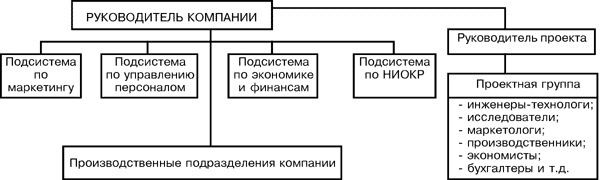 РУКОВОДИТЕЛЬ КОМПАНИИ
Руководитель проекта
Подсистема
по
маркетингу
Подсистема
по управлению
персоналом
Подсистема
по экономике
и финансам
Подсистема
по НИОКР
Проектная группа
- инженеры-технологи;
- исследователи;
- маркетологи;
- производственники;
- экономисты;
- бухгалтеры и т.д.
Производственные подразделения компании